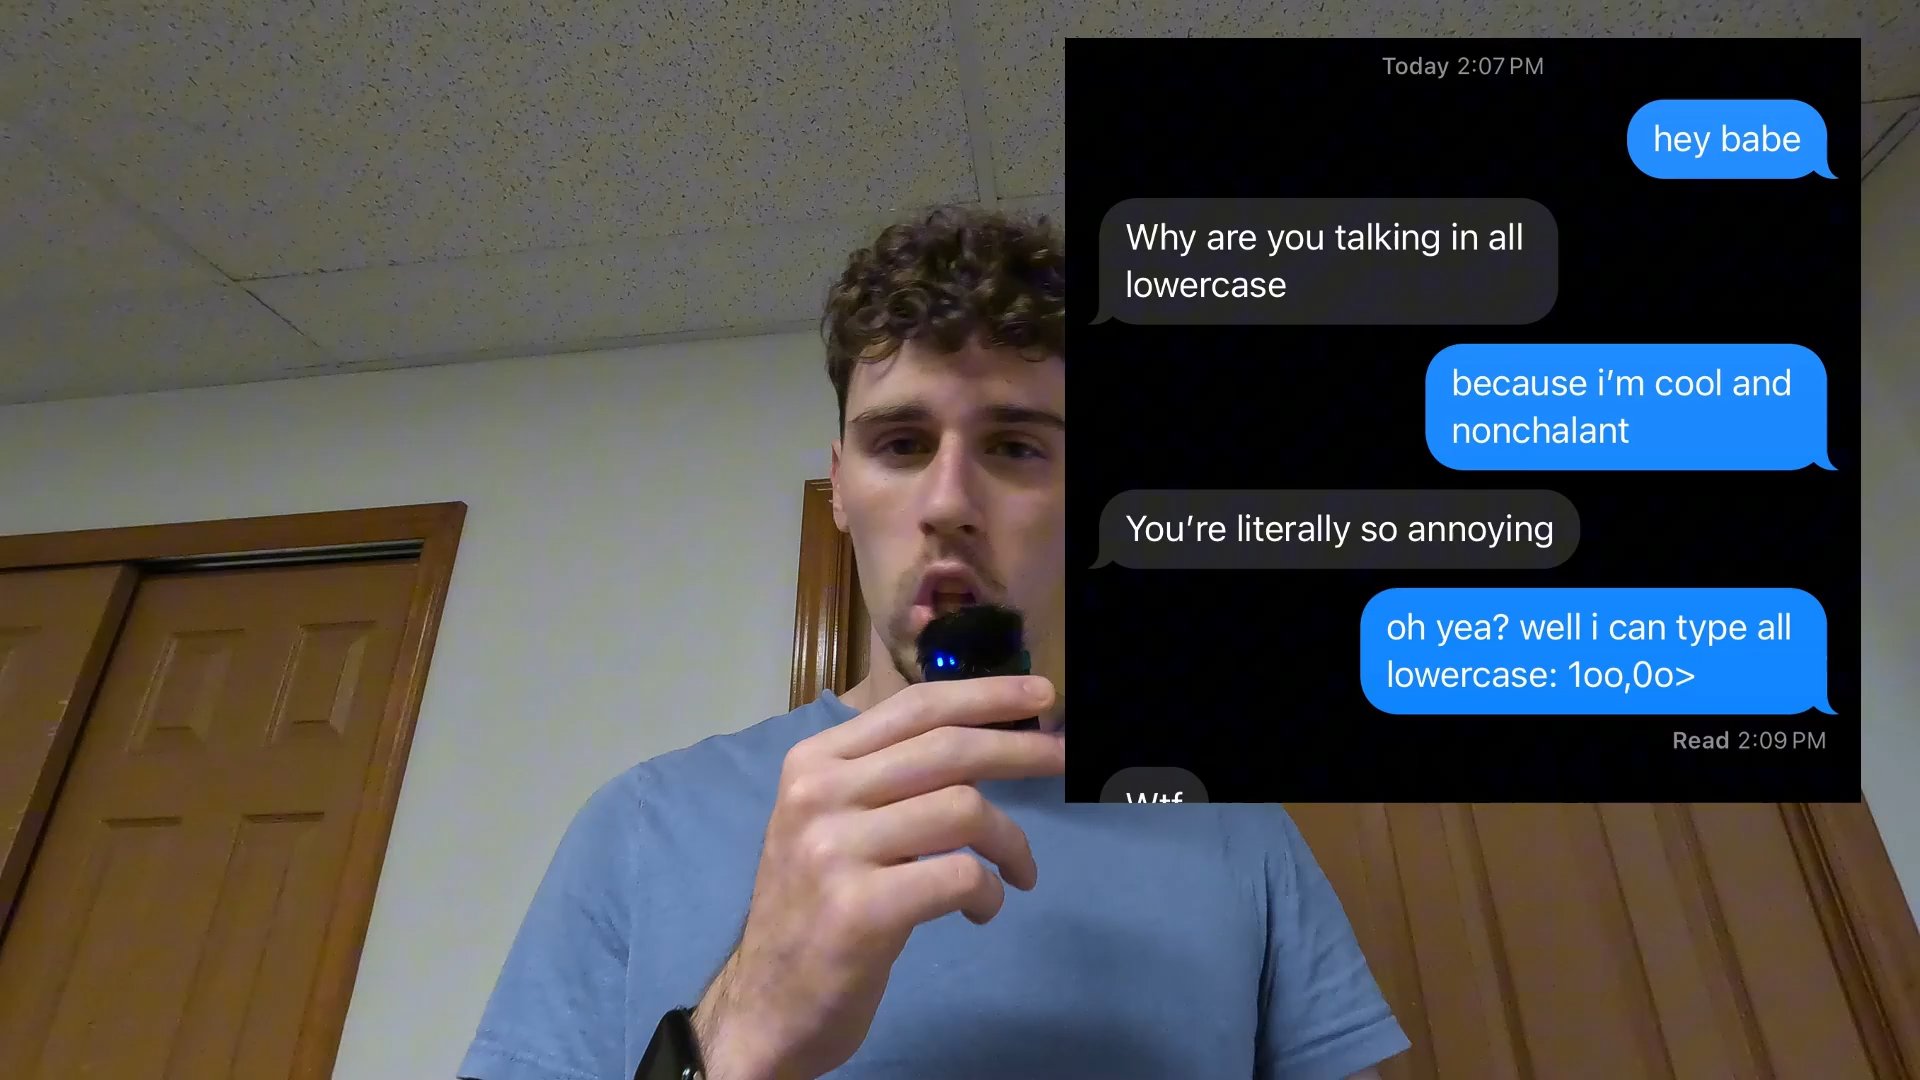 Today 2:07 PM
hey babe
Why are you talking in all
lowercase
because i’m cool and
nonchalant
You’re literally so annoying
oh yea? well i can type all
lowercase: 1oo,0o>
Read 2:09 PM
Wtf